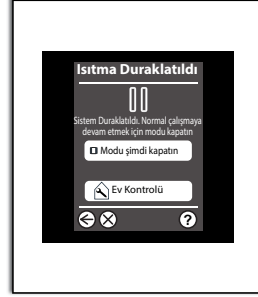 Isıtma Duraklatıldı
Sistem Duraklatıldı. Normal çalışmaya
devam etmek için modu kapatın
Modu şimdi kapatın
Ev Kontrolü
?